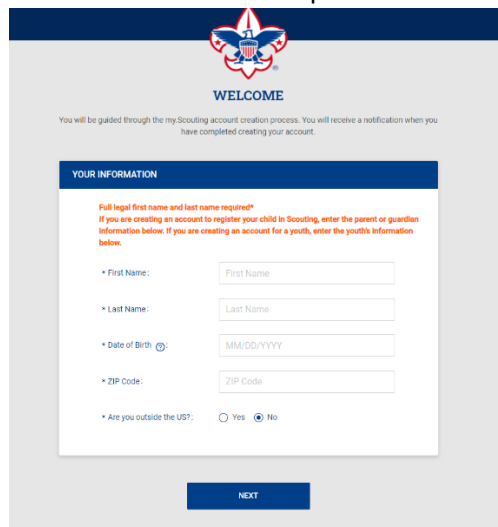 WELCOME
You will be guided through the my.Scouting account creation process. You will receive a notification when you
have completed creating your account.
YOUR INFORMATION
Full legal first name and last name required*
If you are creating an account to register your child in Scouting, enter the parent or guardian
information below. If you are creating an account for a youth, enter the youth's information
below.
* First Name: First Name
* Last Name: Last Name
* Date of Birth ?: MM/DD/YYYY
* ZIP Code: ZIP Code
* Are you outside the US?: Yes No
NEXT